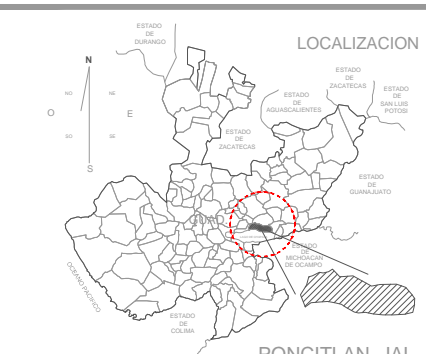 ESTADO
DE
DURANGO
LOCALIZACION
N
NO
NE
O
E
SO
SE
S
ESTADO
DE
ZACATECAS
ESTADO
DE
AGUASCALIENTES
ESTADO
DE
SAN LUIS
POTOSI
ESTADO
DE
ZACATECAS
ESTADO
DE
GUANAJUATO
GUAD
ESTADO
DE
MICHOACAN
DE OCAMPO
OCEANO PACIFICO
ESTADO
DE
COLIMA
PONCITLAN, JAL